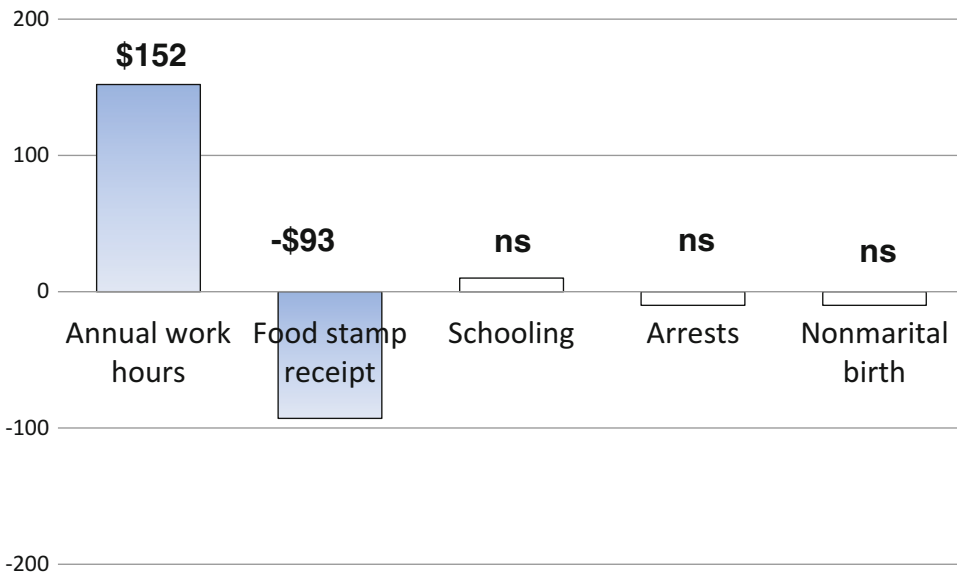 200
$152
100
-$93
ns
ns
ns
0
Annual work
hours
Food stamp
receipt
Schooling
Arrests
Nonmarital
birth
-100
-200